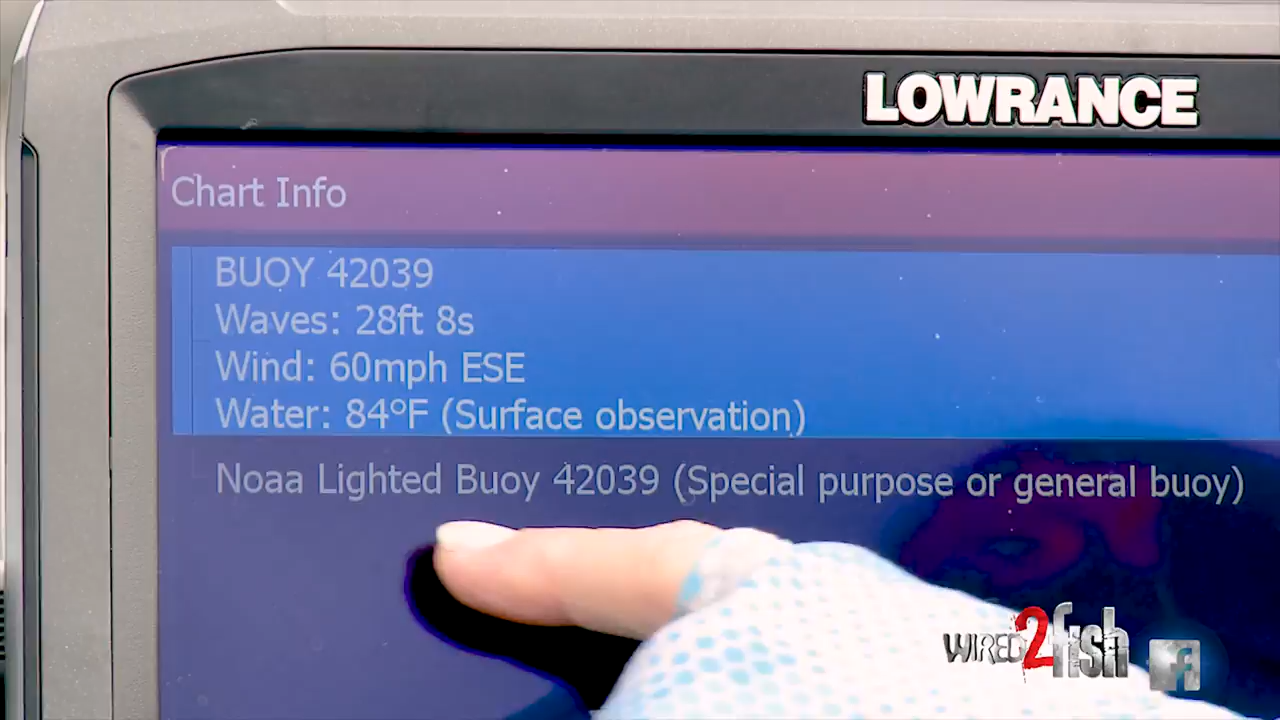 LOWRANCE
Chart Info
BUOY 42039
Waves: 28ft 8s
Wind: 60mph ESE
Water: 84°F (Surface observation)
Noaa Lighted Buoy 42039 (Special purpose or general buoy)
WIRED2fish f